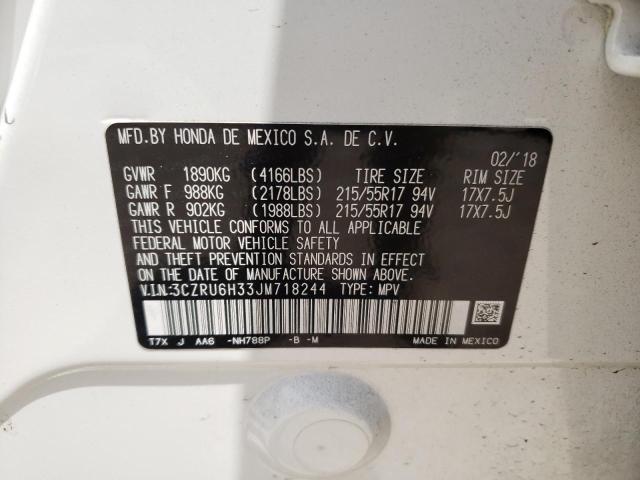 MFD.BY HONDA DE MEXICO S.A. DE C.V.
02/'18
GVWR 1890KG (4166LBS) TIRE SIZE RIM SIZE
GAWR F 988KG (2178LBS) 215/55R17 94V 17X7.5J
GAWR R 902KG (1988LBS) 215/55R17 94V 17X7.5J
THIS VEHICLE CONFORMS TO ALL APPLICABLE
FEDERAL MOTOR VEHICLE SAFETY
AND THEFT PREVENTION STANDARDS IN EFFECT
ON THE DATE OF MANUFACTURE SHOWN ABOVE.
V.I.N:3CZRU6H33JM718244 TYPE: MPV
T7X J AA6 -NH788P -B -M MADE IN MEXICO